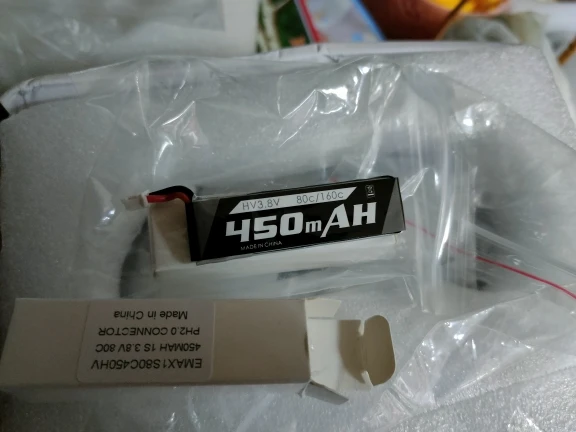 HV3.8V 80c/160c
450mAH
MADE IN CHINA
EMAX1S80C450HV
450MAH 1S 3.8V 80C
PH2.0 CONNECTOR
Made in China